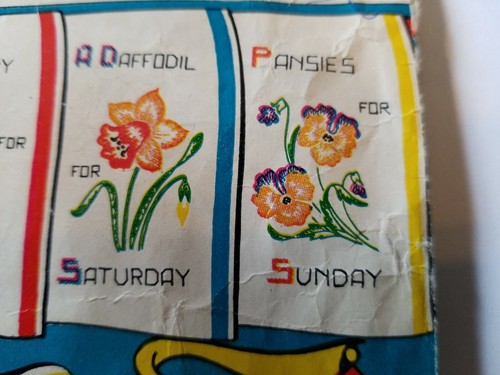 FOR
A DAFFODIL
FOR
SATURDAY
PANSIES
FOR
SUNDAY